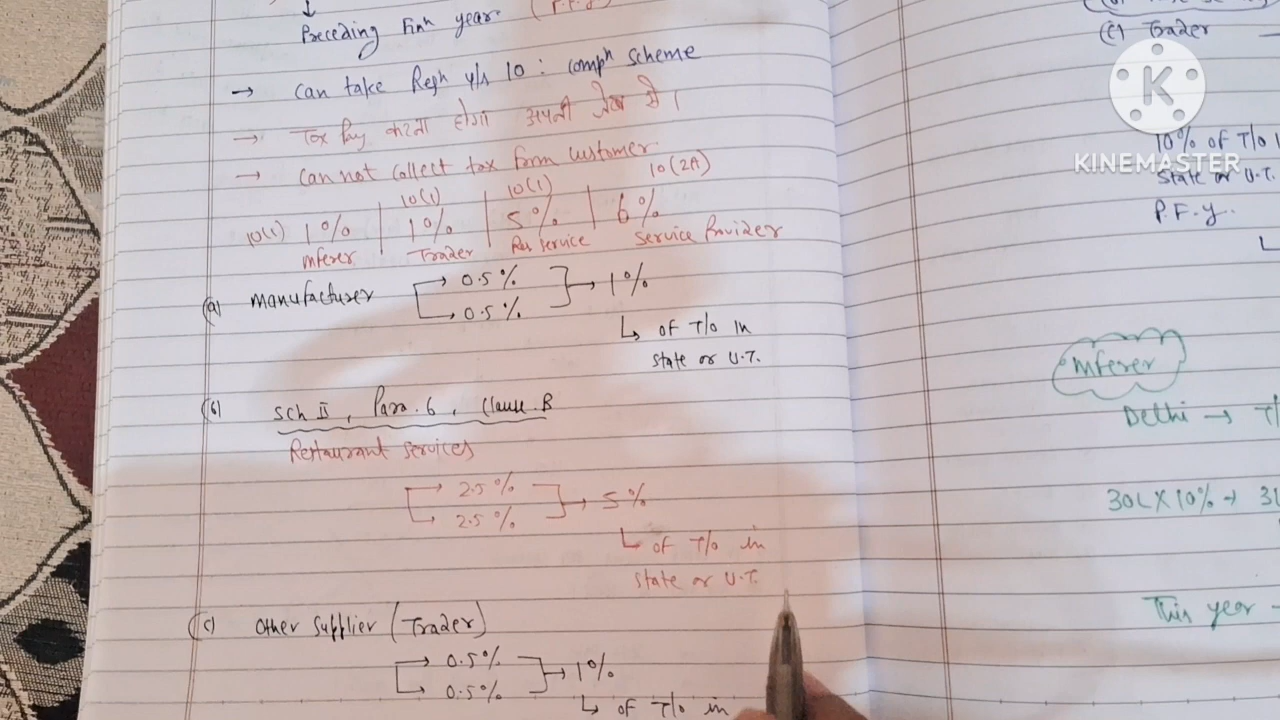 Preceding Finn year (P.F.Y)
→ can take Regn u/s 10 : compn scheme
→ Tax Pay करना होगा अपनी जेब से ।
→ can not collect tax form customer.
10(1) 1% | 10(1) 1% | 10(1) 5% | 10(2A) 6%
mferer Trader Res service Service Provider
(a) manufacturer → 0.5% → 0.5% → 1%
↳ of T/o in
state or U.T.
(b) Sch II, Para.6, Clause.B
Restaurant services
→ 2.5% → 2.5% → 5%
↳ of T/o in
state or U.T.
(c) other supplier (Trader)
→ 0.5% → 0.5% → 1%
↳ of T/o in
(c) Trader
KINEMASTER
10% of T/o
state or U.T.
P.F.Y.
mferer
Delhi → T/
30L X 10% →
This year